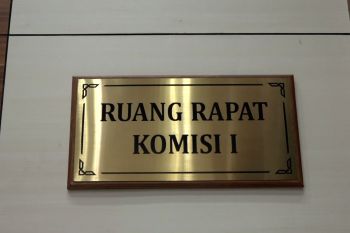 RUANG RAPAT
KOMISI I